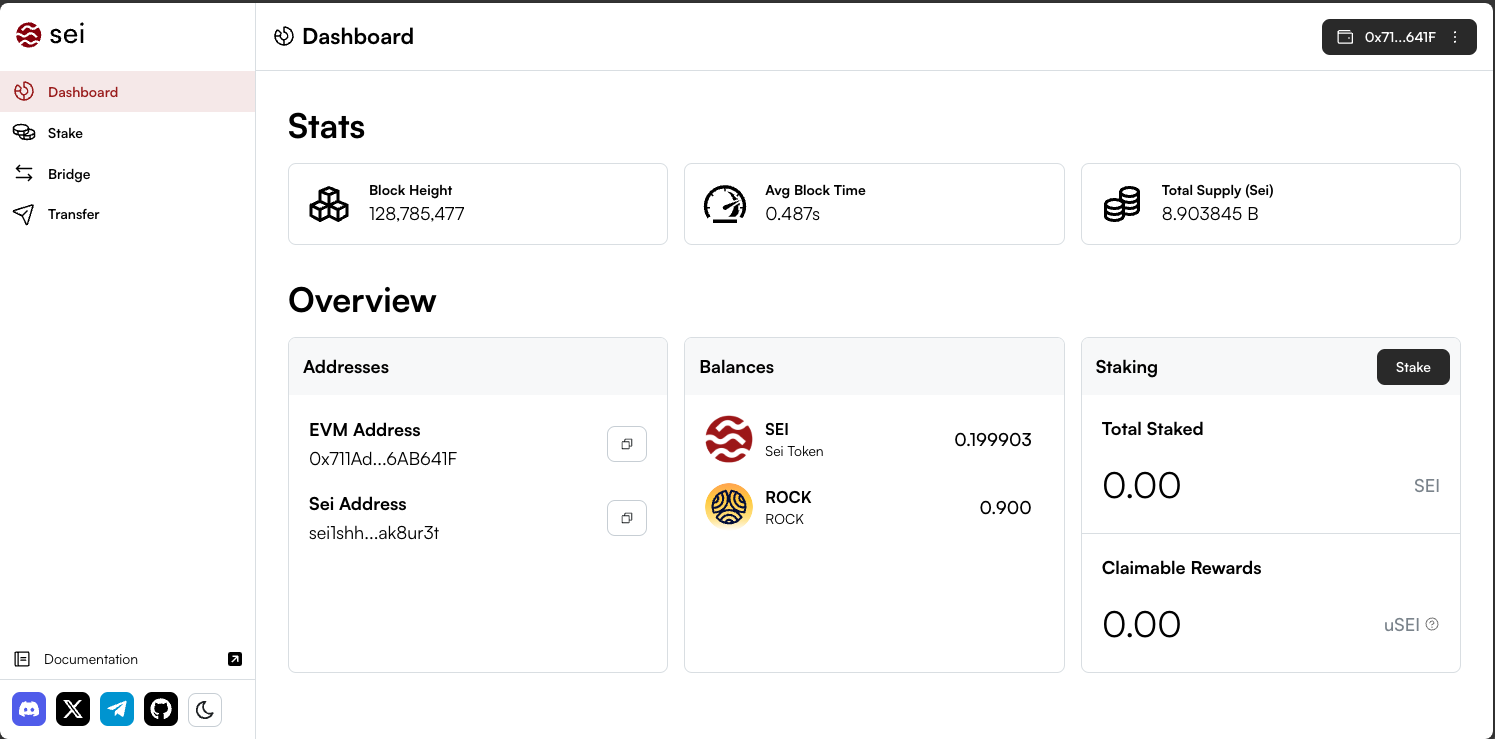 sei
Dashboard
Stake
Bridge
Transfer
Documentation
Dashboard
0x71...641F
Stats
Block Height
128,785,477
Avg Block Time
0.487s
Total Supply (Sei)
8.903845 B
Overview
Addresses
EVM Address
0x711Ad...6AB641F
Sei Address
sei1shh...ak8ur3t
Balances
SEI
Sei Token
0.199903
ROCK
ROCK
0.900
Staking
Stake
Total Staked
0.00 SEI
Claimable Rewards
0.00 uSEI